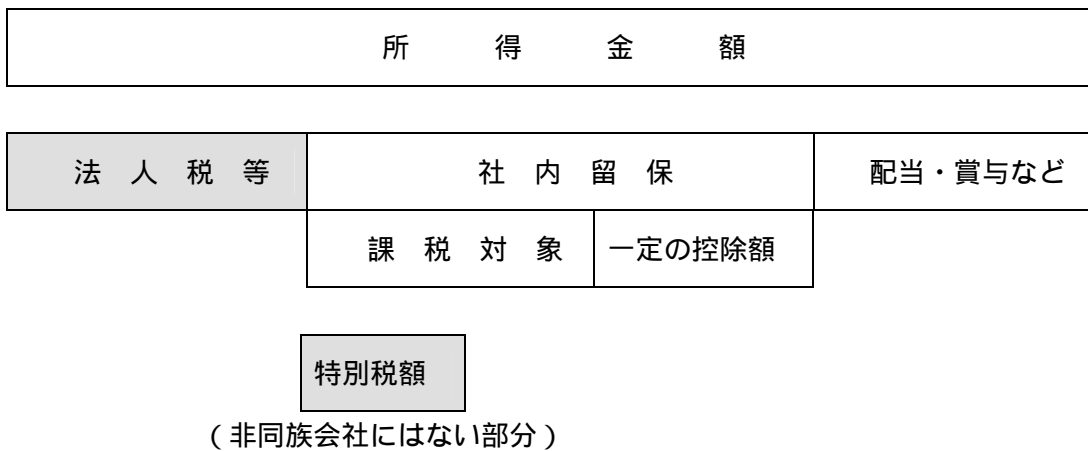 所得金額
法人税等 社内留保 配当・賞与など
課税対象 一定の控除額
特別税額
(非同族会社にはない部分)